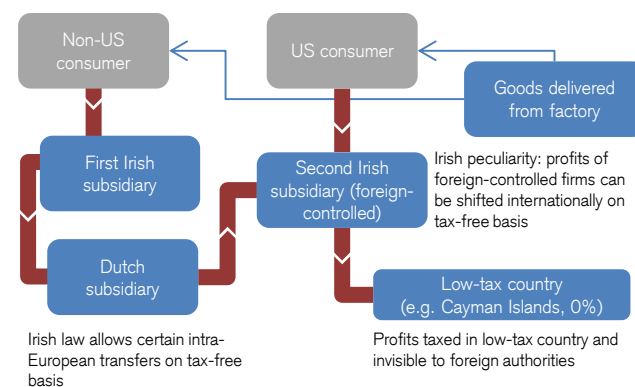 Non-US
consumer
US consumer
Goods delivered
from factory
First Irish
subsidiary
Second Irish
subsidiary (foreign-
controlled)
Irish peculiarity: profits of
foreign-controlled firms can
be shifted internationally on
tax-free basis
Dutch
subsidiary
Low-tax country
(e.g. Cayman Islands, 0%)
Irish law allows certain intra-
European transfers on tax-free
basis
Profits taxed in low-tax country and
invisible to foreign authorities